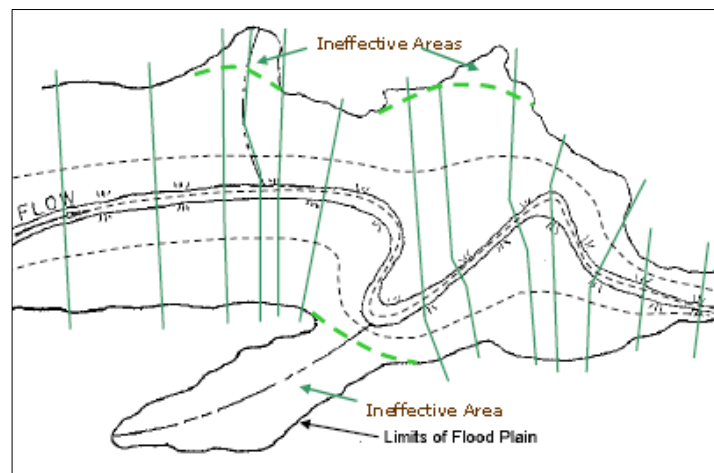 Ineffective Areas
FLOW
Ineffective Area
Limits of Flood Plain